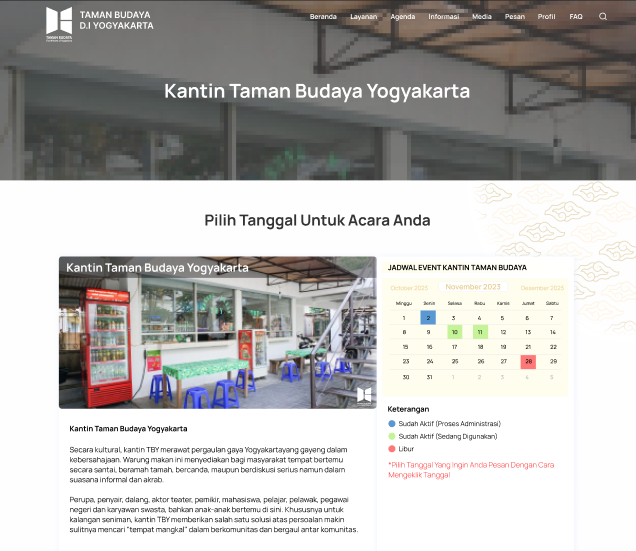 TAMAN BUDAYA
D.I YOGYAKARTA
Beranda Layanan Agenda Informasi Media Pesan Profil FAQ
TAMAN BUDAYA
Kantin Taman Budaya Yogyakarta
Pilih Tanggal Untuk Acara Anda
Kantin Taman Budaya Yogyakarta
JADWAL EVENT KANTIN TAMAN BUDAYA
October 2023 November 2023 Desember 2023
Minggu Senin Selasa Rabu Kamis Jumat Sabtu
1 2 3 4 5 6 7
8 9 10 11 12 13 14
15 16 17 18 19 21 22
23 23 24 25 26 27 28 29
30 31 1 2 3 4 5
Keterangan
Sudah Aktif (Proses Administrasi)
Sudah Aktif (Sedang Digunakan)
Libur
*Pilih Tanggal Yang Ingin Anda Pesan Dengan Cara
Mengeklik Tanggal
Kantin Taman Budaya Yogyakarta
Secara kultural, kantin TBY merawat pergaulan gaya Yogyakartayang gayeng dalam
kebersahajaan. Warung makan ini menyediakan bagi masyarakat tempat bertemu
secara santai, beramah tamah, bercanda, maupun berdiskusi serius namun dalam
suasana informal dan akrab.
Perupa, penyair, dalang, aktor teater, pemikir, mahasiswa, pelajar, pelawak, pegawai
negeri dan karyawan swasta, bahkan anak-anak bertemu di sini. Khususnya untuk
kalangan seniman, kantin TBY memberikan salah satu solusi atas persoalan makin
sulitnya mencari "tempat mangkal" dalam berkomunitas dan bergaul antar komunitas.